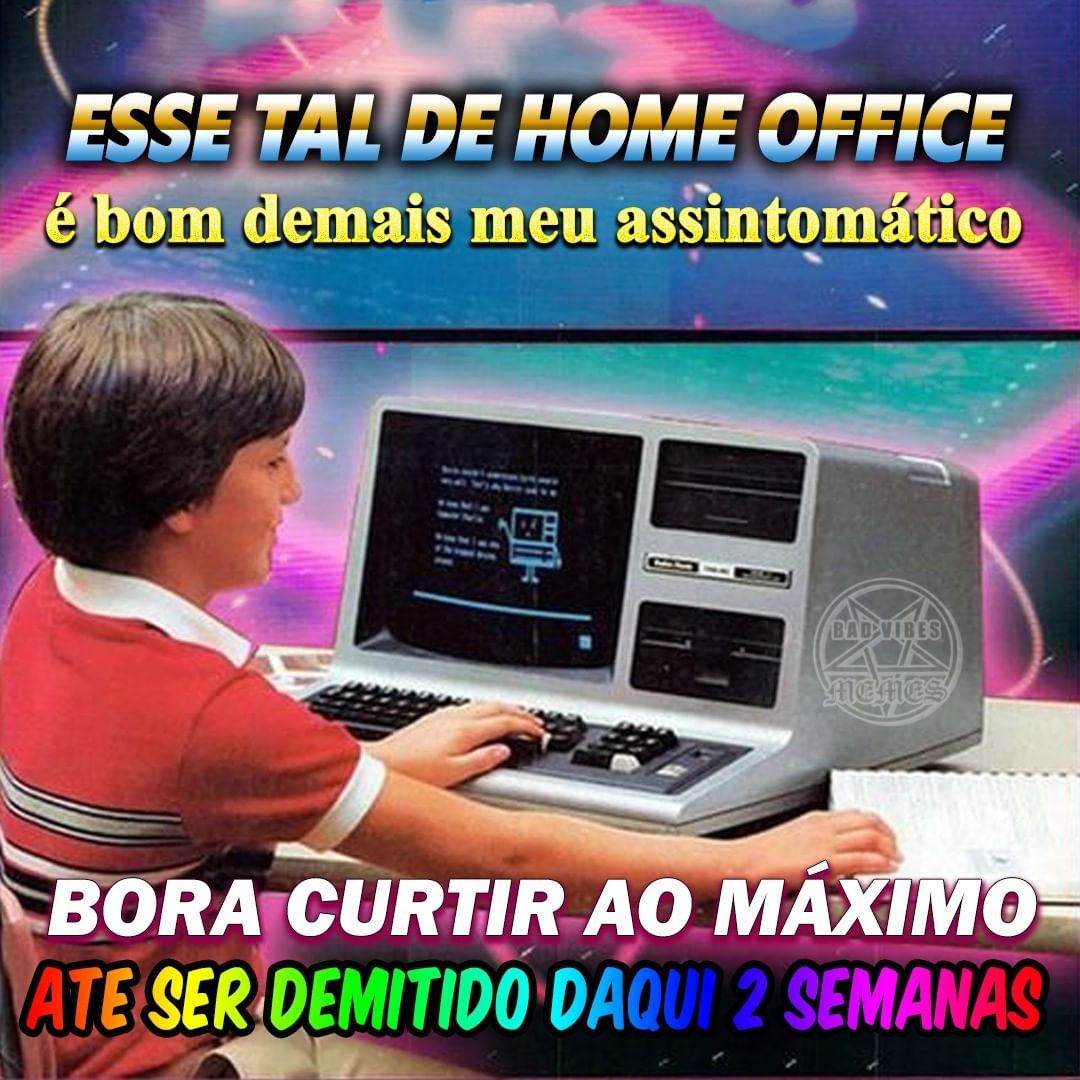 ESSE TAL DE HOME OFFICE
é bom demais meu assintomático
BAD VIBES
MEMES
BORA CURTIR AO MÁXIMO
ATE SER DEMITIDO DAQUI 2 SEMANAS